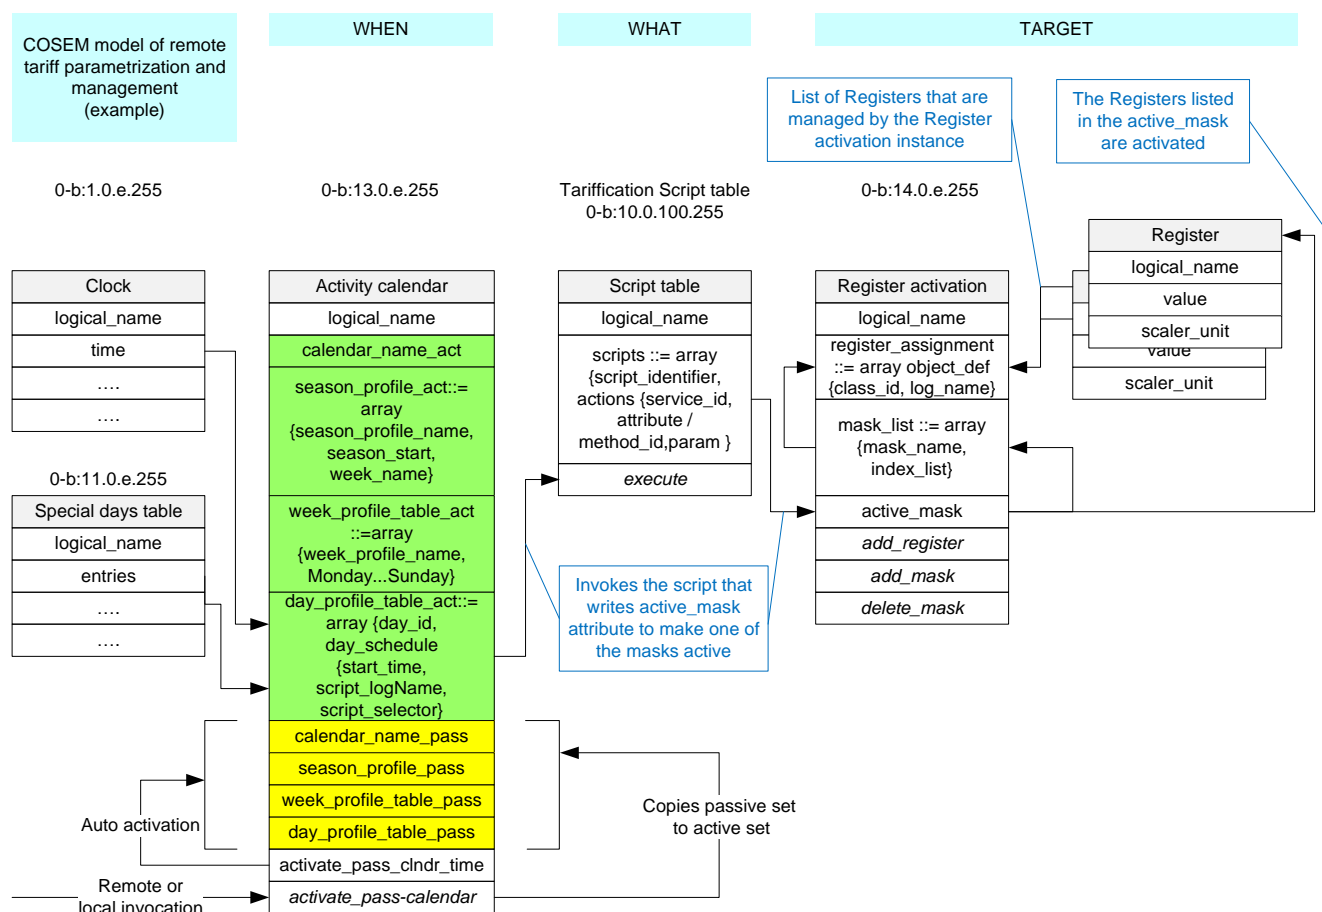 COSEM model of remote
tariff parametrization and
management
(example)
WHEN
WHAT
TARGET
List of Registers that are
managed by the Register
activation instance
The Registers listed
in the active_mask
are activated
0-b:1.0.e.255
0-b:13.0.e.255
Tariffication Script table
0-b:10.0.100.255
0-b:14.0.e.255
Clock
logical_name
time
....
....
0-b:11.0.e.255
Special days table
logical_name
entries
....
....
Activity calendar
logical_name
calendar_name_act
season_profile_act::=
array
{season_profile_name,
season_start,
week_name}
week_profile_table_act
::=array
{week_profile_name,
Monday...Sunday}
day_profile_table_act::=
array {day_id,
day_schedule
{start_time,
script_logName,
script_selector}
calendar_name_pass
season_profile_pass
week_profile_table_pass
day_profile_table_pass
activate_pass_clndr_time
activate_pass-calendar
Auto activation
Remote or
local invocation
Copies passive set
to active set
Script table
logical_name
scripts ::= array
{script_identifier,
actions {service_id,
attribute /
method_id,param }
execute
Invokes the script that
writes active_mask
attribute to make one of
the masks active
Register activation
logical_name
register_assignment
::= array object_def
{class_id, log_name}
mask_list ::= array
{mask_name,
index_list}
active_mask
add_register
add_mask
delete_mask
Register
logical_name
value
scaler_unit
value
scaler_unit